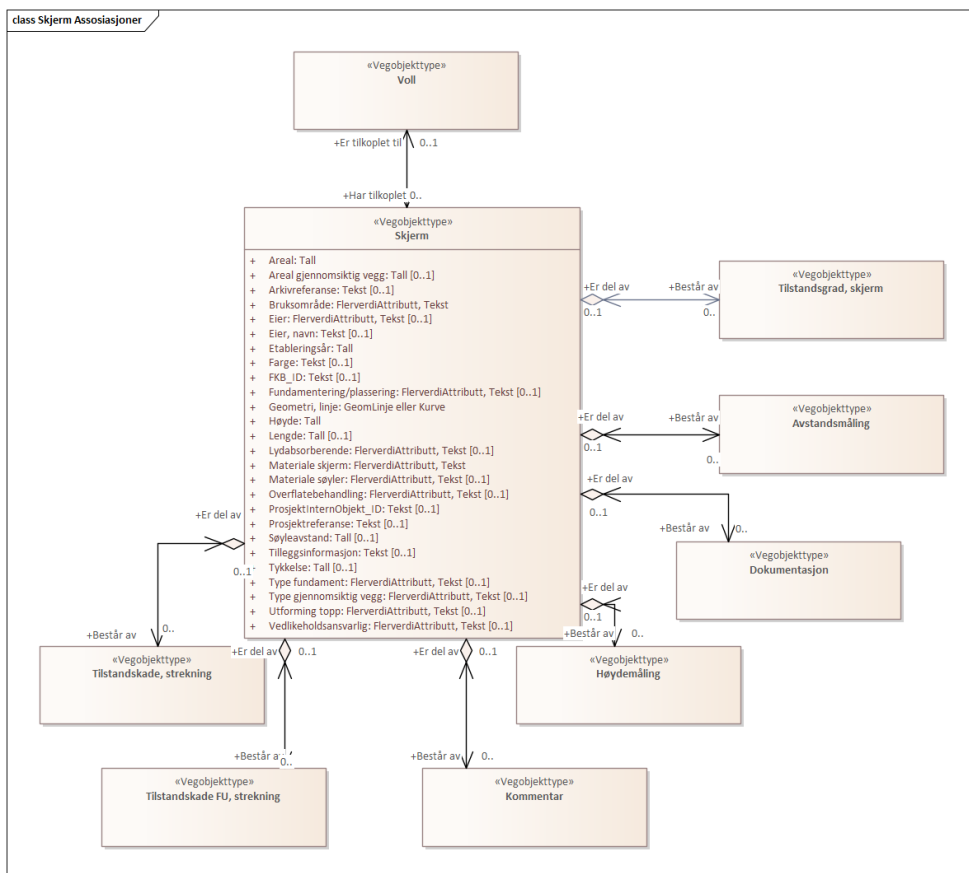 class Skjerm Assosiasjoner
«Vegobjekttype»
Voll
+Er tilkoplet til
0..1
+Har tilkoplet
0..
«Vegobjekttype»
Skjerm
+ Areal: Tall
+ Areal gjennomsiktig vegg: Tall [0..1]
+ Arkivreferanse: Tekst [0..1]
+ Bruksområde: FlerverdiAttributt, Tekst
+ Eier: FlerverdiAttributt, Tekst [0..1]
+ Eier, navn: Tekst [0..1]
+ Etableringsår: Tall
+ Farge: Tekst [0..1]
+ FKB_ID: Tekst [0..1]
+ Fundamentering/plassering: FlerverdiAttributt, Tekst [0..1]
+ Geometri, linje: GeomLinje eller Kurve
+ Høyde: Tall
+ Lengde: Tall [0..1]
+ Lydabsorberende: FlerverdiAttributt, Tekst [0..1]
+ Materiale skjerm: FlerverdiAttributt, Tekst
+ Materiale søyler: FlerverdiAttributt, Tekst [0..1]
+ Overflatebehandling: FlerverdiAttributt, Tekst [0..1]
+ ProsjektInternObjekt_ID: Tekst [0..1]
+ Prosjektreferanse: Tekst [0..1]
+ Søyleavstand: Tall [0..1]
+ Tilleggsinformasjon: Tekst [0..1]
+ Tykkelse: Tall [0..1]
+ Type fundament: FlerverdiAttributt, Tekst [0..1]
+ Type gjennomsiktig vegg: FlerverdiAttributt, Tekst [0..1]
+ Utforming topp: FlerverdiAttributt, Tekst [0..1]
+ Vedlikeholdsansvarlig: FlerverdiAttributt, Tekst [0..1]
+Er del av
0..1
+Består av
0..
«Vegobjekttype»
Tilstandsgrad, skjerm
+Er del av
0..1
+Består av
0..
«Vegobjekttype»
Avstandsmåling
+Er del av
0..1
+Består av
0..
«Vegobjekttype»
Dokumentasjon
+Er del av
0..1
+Består av
0..
«Vegobjekttype»
Høydemåling
+Er del av
0..1
+Består av
0..
«Vegobjekttype»
Tilstandskade, strekning
+Er del av
0..1
+Består av
0..
«Vegobjekttype»
Tilstandskade FU, strekning
+Er del av
0..1
+Består av
0..
«Vegobjekttype»
Kommentar